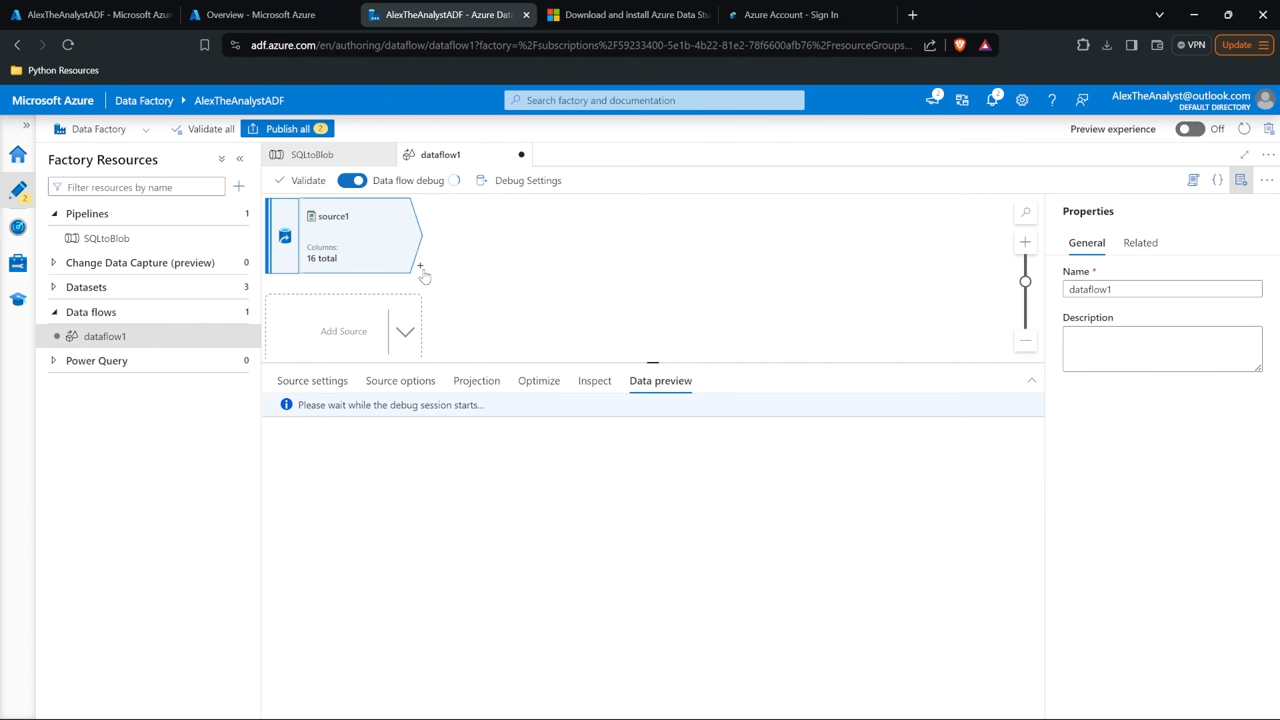 AlexTheAnalystADF - Microsoft Azu
Overview - Microsoft Azure
AlexTheAnalystADF - Azure Dat
Download and install Azure Data Stu
Azure Account - Sign In
adf.azure.com/en/authoring/dataflow/dataflow1?factory=%2Fsubscriptions%2F59233400-5e1b-4b22-81e2-78f6600afb76%2FresourceGroups...
VPN
Update
Python Resources
Microsoft Azure
Data Factory
AlexTheAnalystADF
Search factory and documentation
2
2
AlexTheAnalyst@outlook.com
DEFAULT DIRECTORY
Data Factory
Validate all
Publish all 2
Preview experience
Off
Factory Resources
Filter resources by name
Pipelines 1
SQLtoBlob
Change Data Capture (preview) 0
Datasets 3
Data flows 1
dataflow1
Power Query 0
2
SQLtoBlob
dataflow1
Validate
Data flow debug
Debug Settings
source1
Columns:
16 total
Add Source
Source settings
Source options
Projection
Optimize
Inspect
Data preview
Please wait while the debug session starts...
Properties
General
Related
Name *
dataflow1
Description